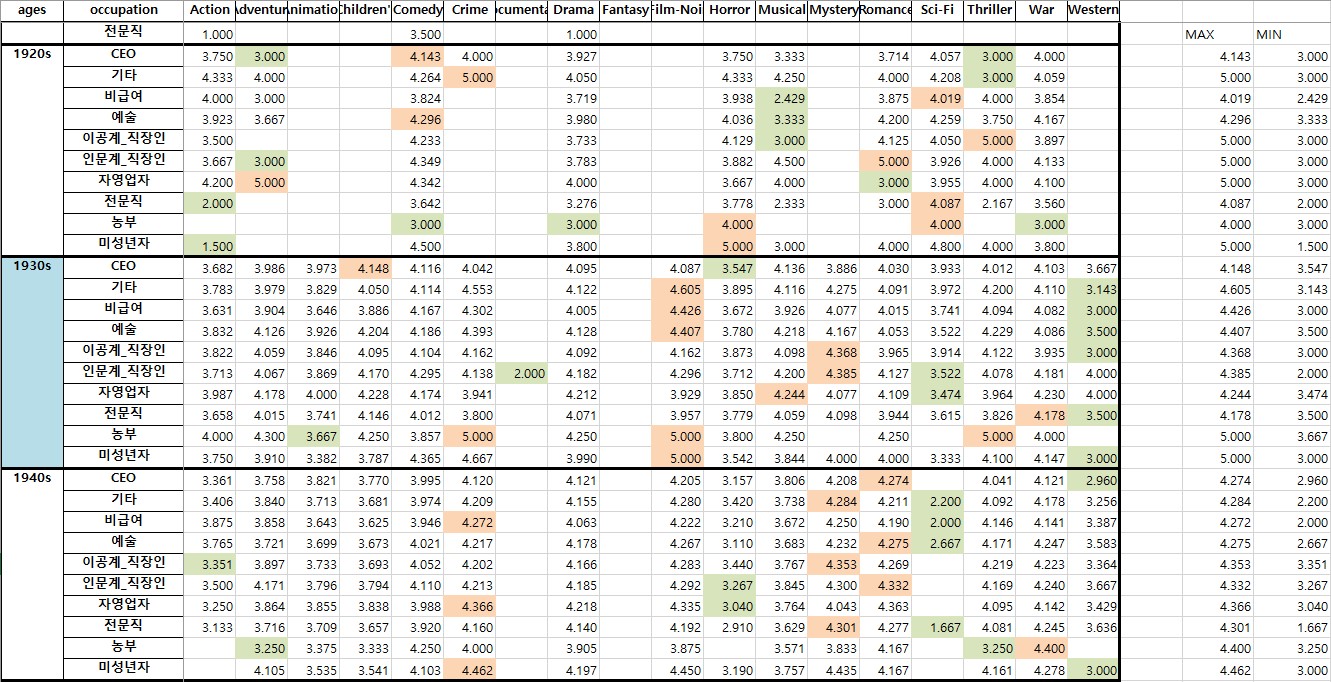 ages occupation Action Adventur Animatio Children' Comedy Crime ocumenta Drama Fantasy Film-Noi Horror Musical Mystery Romance Sci-Fi Thriller War Western
전문직 1.000 3.500 1.000 MAX MIN
1920s CEO 3.750 3.000 4.143 4.000 3.927 3.750 3.333 3.714 4.057 3.000 4.000 4.143 3.000
기타 4.333 4.000 4.264 5.000 4.050 4.333 4.250 4.000 4.208 3.000 4.059 5.000 3.000
비급여 4.000 3.000 3.824 3.719 3.938 2.429 3.875 4.019 4.000 3.854 4.019 2.429
예술 3.923 3.667 4.296 3.980 4.036 3.333 4.200 4.259 3.750 4.167 4.296 3.333
이공계_직장인 3.500 4.233 3.733 4.129 3.000 4.125 4.050 5.000 3.897 5.000 3.000
인문계_직장인 3.667 3.000 4.349 3.783 3.882 4.500 5.000 3.926 4.000 4.133 5.000 3.000
자영업자 4.200 5.000 4.342 4.000 3.667 4.000 3.000 3.955 4.000 4.100 5.000 3.000
전문직 2.000 3.642 3.276 3.778 2.333 3.000 4.087 2.167 3.560 4.087 2.000
농부 3.000 3.000 4.000 4.000 3.000 4.000 3.000
미성년자 1.500 4.500 3.800 5.000 3.000 4.000 4.800 4.000 3.800 5.000 1.500
1930s CEO 3.682 3.986 3.973 4.148 4.116 4.042 4.095 4.087 3.547 4.136 3.886 4.030 3.933 4.012 4.103 3.667 4.148 3.547
기타 3.783 3.979 3.829 4.050 4.114 4.553 4.122 4.605 3.895 4.116 4.275 4.091 3.972 4.200 4.110 3.143 4.605 3.143
비급여 3.631 3.904 3.646 3.886 4.167 4.302 4.005 4.426 3.672 3.926 4.077 4.015 3.741 4.094 4.082 3.000 4.426 3.000
예술 3.832 4.126 3.926 4.204 4.186 4.393 4.128 4.407 3.780 4.218 4.167 4.053 3.522 4.229 4.086 3.500 4.407 3.500
이공계_직장인 3.822 4.059 3.846 4.095 4.104 4.162 4.092 4.162 3.873 4.098 4.368 3.965 3.914 4.122 3.935 3.000 4.368 3.000
인문계_직장인 3.713 4.067 3.869 4.170 4.295 4.138 2.000 4.182 4.296 3.712 4.200 4.385 4.127 3.522 4.078 4.181 4.000 4.385 2.000
자영업자 3.987 4.178 4.000 4.228 4.174 3.941 4.212 3.929 3.850 4.244 4.077 4.109 3.474 3.964 4.230 4.000 4.244 3.474
전문직 3.658 4.015 3.741 4.146 4.012 3.800 4.071 3.957 3.779 4.059 4.098 3.944 3.615 3.826 4.178 3.500 4.178 3.500
농부 4.000 4.300 3.667 4.250 3.857 5.000 4.250 5.000 3.800 4.250 4.250 5.000 4.000 5.000 3.667
미성년자 3.750 3.910 3.382 3.787 4.365 4.667 3.990 5.000 3.542 3.844 4.000 4.000 3.333 4.100 4.147 3.000 5.000 3.000
1940s CEO 3.361 3.758 3.821 3.770 3.995 4.120 4.121 4.205 3.157 3.806 4.208 4.274 4.041 4.121 2.960 4.274 2.960
기타 3.406 3.840 3.713 3.681 3.974 4.209 4.155 4.280 3.420 3.738 4.284 4.211 2.200 4.092 4.178 3.256 4.284 2.200
비급여 3.875 3.858 3.643 3.625 3.946 4.272 4.063 4.222 3.210 3.672 4.250 4.190 2.000 4.146 4.141 3.387 4.272 2.000
예술 3.765 3.721 3.699 3.673 4.021 4.217 4.178 4.267 3.110 3.683 4.232 4.275 2.667 4.171 4.247 3.583 4.275 2.667
이공계_직장인 3.351 3.897 3.733 3.693 4.052 4.202 4.166 4.283 3.440 3.767 4.353 4.269 4.219 4.223 3.364 4.353 3.351
인문계_직장인 3.500 4.171 3.796 3.794 4.110 4.213 4.185 4.292 3.267 3.845 4.300 4.332 4.169 4.240 3.667 4.332 3.267
자영업자 3.250 3.864 3.855 3.838 3.988 4.366 4.218 4.335 3.040 3.764 4.043 4.363 4.095 4.142 3.429 4.366 3.040
전문직 3.133 3.716 3.709 3.657 3.920 4.160 4.140 4.192 2.910 3.629 4.301 4.277 1.667 4.081 4.245 3.636 4.301 1.667
농부 3.250 3.375 3.333 4.250 4.000 3.905 3.875 3.571 3.833 4.167 3.250 4.400 4.400 3.250
미성년자 4.105 3.535 3.541 4.103 4.462 4.197 4.450 3.190 3.757 4.435 4.167 4.161 4.278 3.000 4.462 3.000